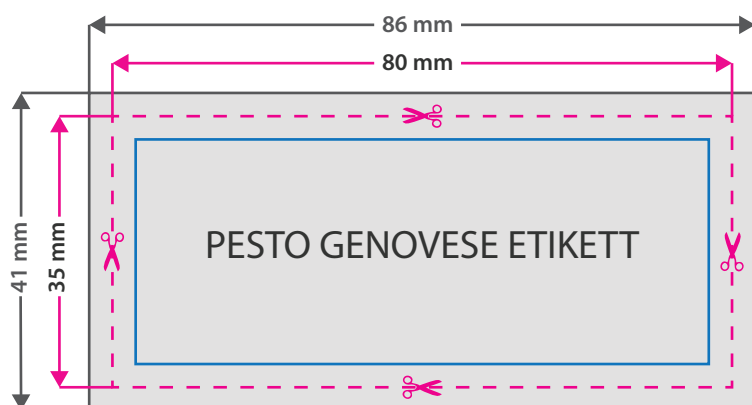 86 mm
80 mm
41 mm
35 mm
PESTO GENOVESE ETIKETT